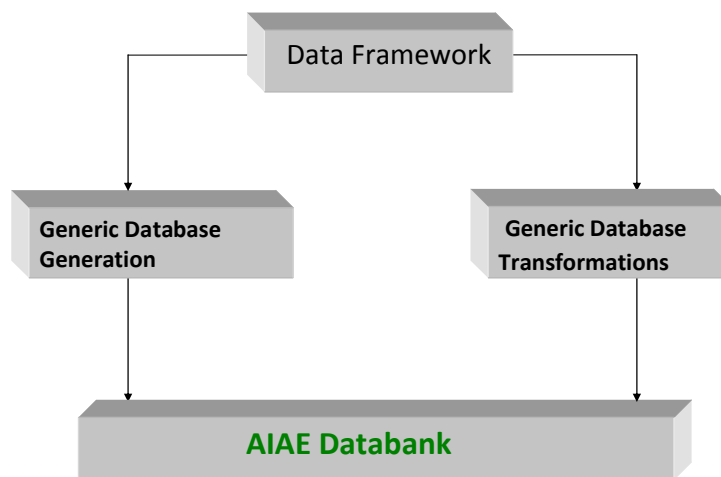 Data Framework
Generic Database
Generation
Generic Database
Transformations
AIAE Databank